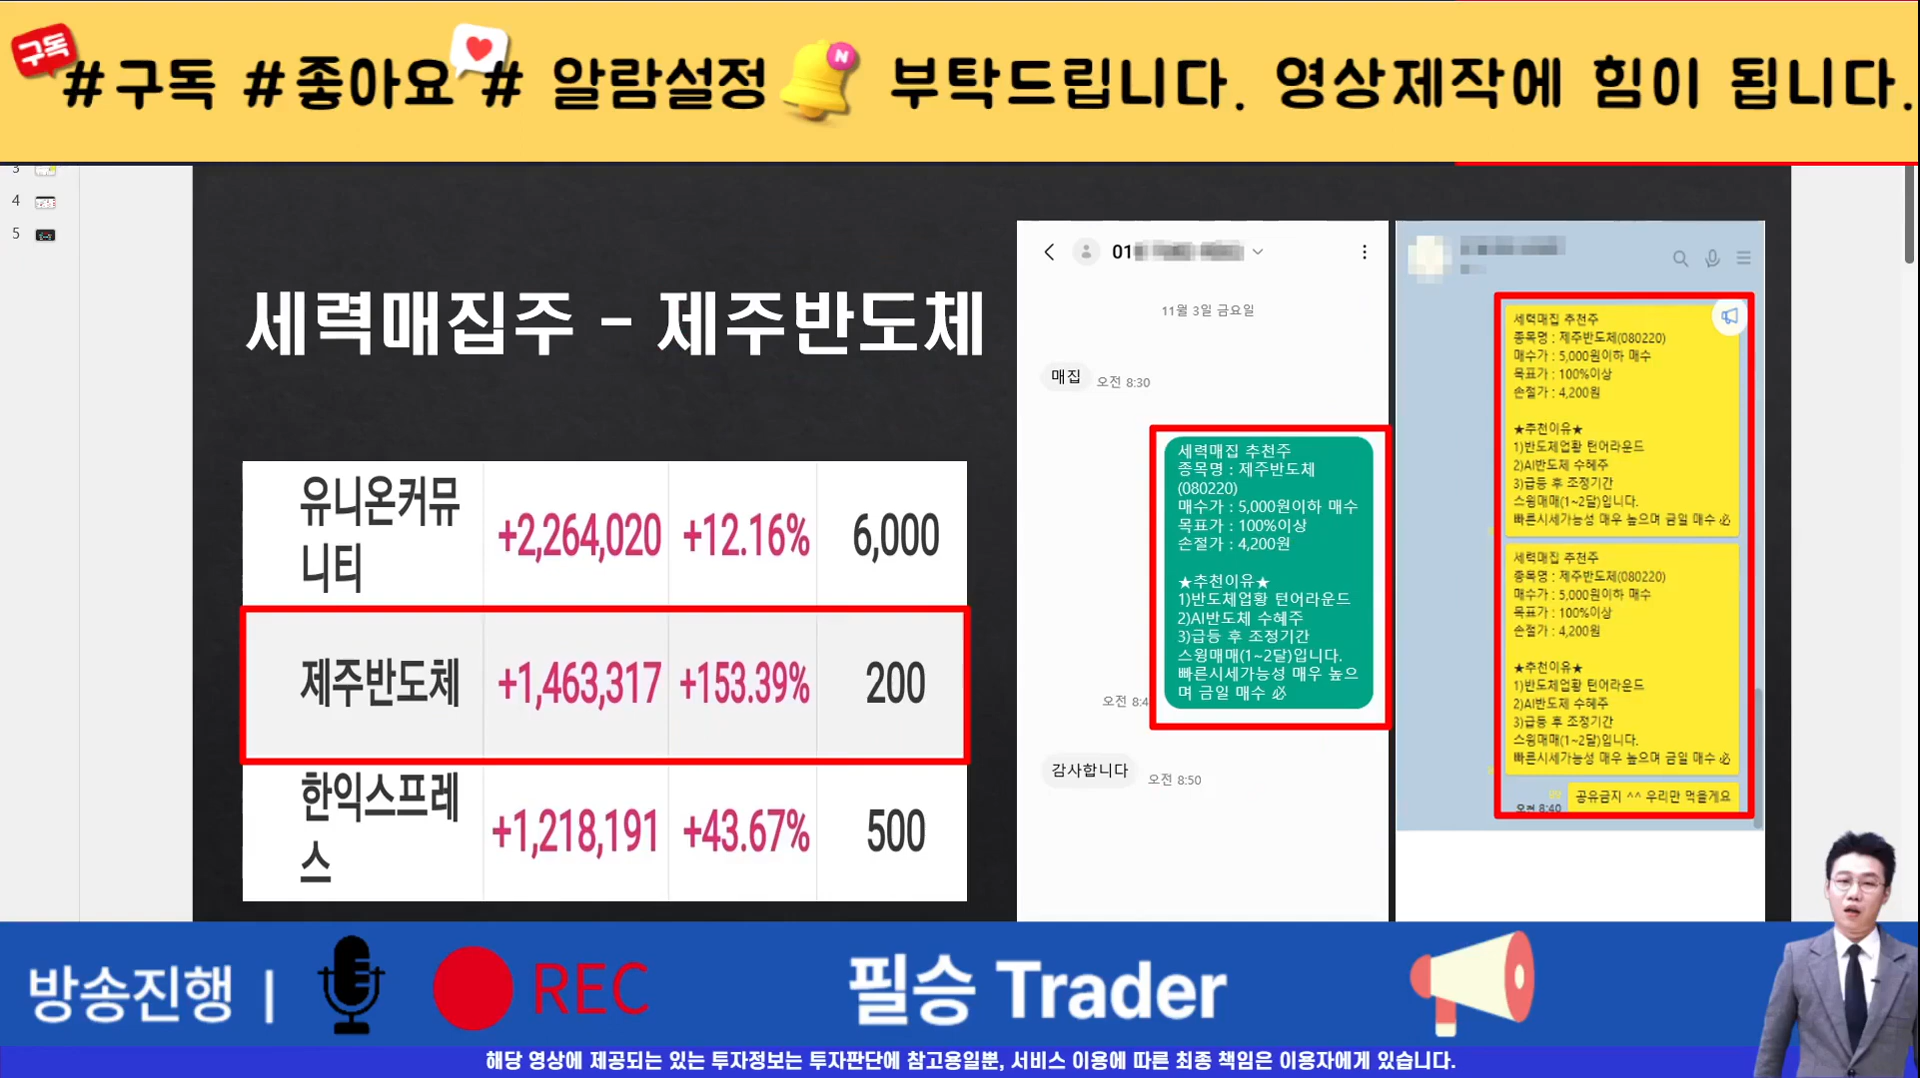 구독
#구독 #좋아요 # 알람설정 N 부탁드립니다. 영상제작에 힘이 됩니다.
3
4
5
세력매집주 - 제주반도체
유니온커뮤
니티
+2,264,020 +12.16% 6,000
제주반도체 +1,463,317 +153.39% 200
한익스프레
스
+1,218,191 +43.67% 500
01
11월 3일 금요일
매집 오전 8:30
세력매집 추천주
종목명 : 제주반도체
(080220)
매수가 : 5,000원이하 매수
목표가 : 100%이상
손절가 : 4,200원
★추천이유★
1)반도체업황 턴어라운드
2)AI반도체 수혜주
3)급등 후 조정기간
스윙매매(1~2달)입니다.
빠른시세가능성 매우 높으
며 금일 매수 必
오전 8:4
감사합니다 오전 8:50
세력매집 추천주
종목명 : 제주반도체(080220)
매수가 : 5,000원이하 매수
목표가 : 100%이상
손절가 : 4,200원
★추천이유★
1)반도체업황 턴어라운드
2)AI반도체 수혜주
3)급등 후 조정기간
스윙매매(1~2달)입니다.
빠른시세가능성 매우 높으며 금일 매수 必
세력매집 추천주
종목명 : 제주반도체(080220)
매수가 : 5,000원이하 매수
목표가 : 100%이상
손절가 : 4,200원
★추천이유★
1)반도체업황 턴어라운드
2)AI반도체 수혜주
3)급등 후 조정기간
스윙매매(1~2달)입니다.
빠른시세가능성 매우 높으며 금일 매수 必
오전 8:40 공유금지 ^^ 우리만 먹을게요
방송진행 | REC 필승 Trader
해당 영상에 제공되는 있는 투자정보는 투자판단에 참고용일뿐, 서비스 이용에 따른 최종 책임은 이용자에게 있습니다.